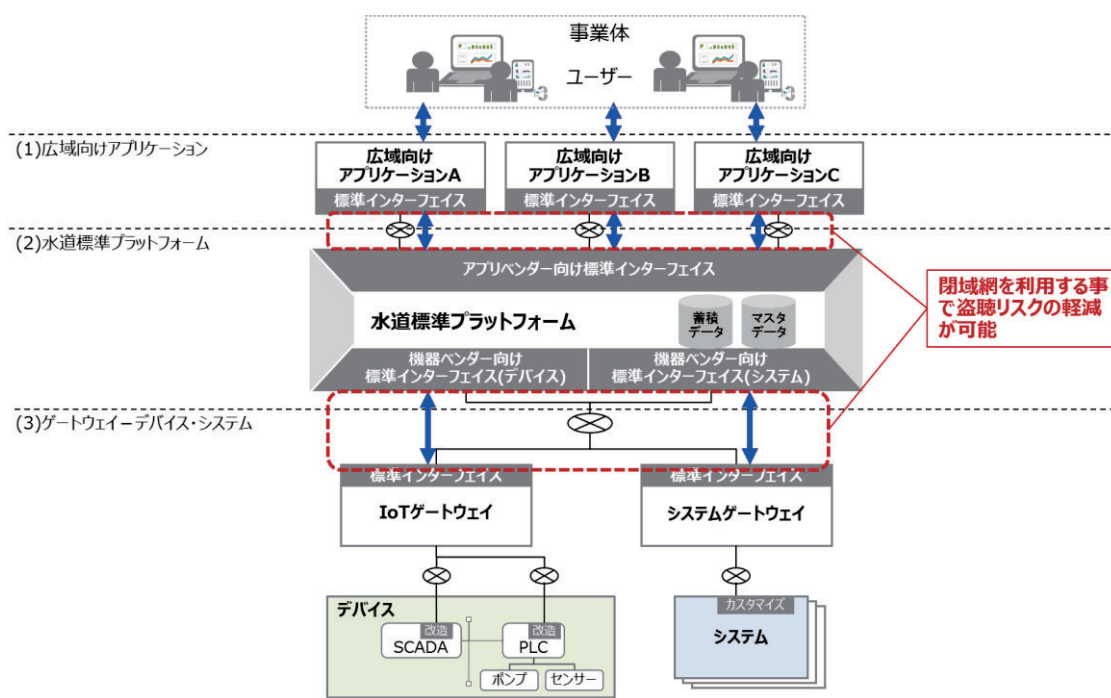 事業体
ユーザー
(1)広域向けアプリケーション
広域向け
アプリケーションA
標準インターフェイス
広域向け
アプリケーションB
標準インターフェイス
広域向け
アプリケーションC
標準インターフェイス
(2)水道標準プラットフォーム
アプリベンダー向け標準インターフェイス
水道標準プラットフォーム
蓄積
データ
マスタ
データ
機器ベンダー向け
標準インターフェイス(デバイス)
機器ベンダー向け
標準インターフェイス(システム)
閉域網を利用する事
で盗聴リスクの軽減
が可能
(3)ゲートウェイ－デバイス・システム
標準インターフェイス
IoTゲートウェイ
標準インターフェイス
システムゲートウェイ
デバイス
改造
SCADA
改造
PLC
ポンプ
センサー
カスタマイズ
システム